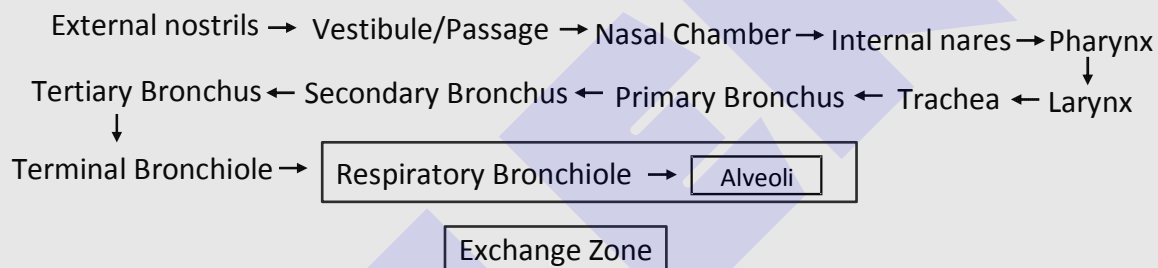 External nostrils → Vestibule/Passage → Nasal Chamber → Internal nares → Pharynx
↓
Tertiary Bronchus ← Secondary Bronchus ← Primary Bronchus ← Trachea ← Larynx
↓
Terminal Bronchiole → Respiratory Bronchiole → Alveoli
Exchange Zone